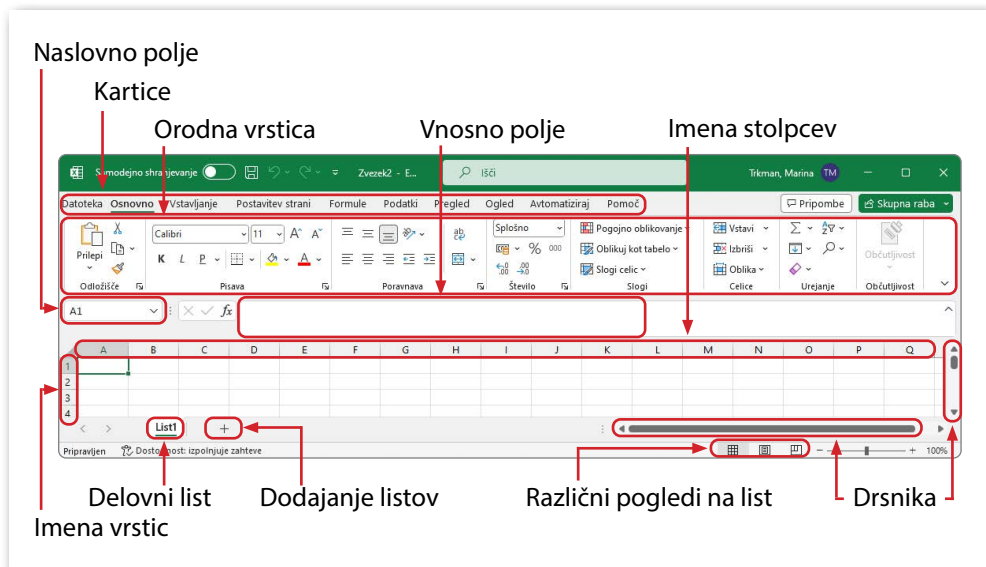 Naslovno polje
Kartice
Orodna vrstica
Vnosno polje
Imena stolpcev
Samodejno shranjevanje
Zvezek2 - E...
Išči
Trkman, Marina TM
Datoteka Osnovno Vstavljanje Postavitev strani Formule Podatki Pregled Ogled Avtomatiziraj Pomoč Pripombe Skupna raba
Prilepi
Odložišče
Calibri 11 A^ A˅
K L P A
Pisava
ab
Poravnava
Splošno
% 000
Število
Pogojno oblikovanje
Oblikuj kot tabelo
Slogi celic
Slogi
Vstavi
Izbriši
Oblika
Celice
Urejanje
Občutljivost
Občutljivost
A1 fx
A B C D E F G H I J K L M N O P Q
1
2
3
4
List1 +
Pripravljen Dostopnost: izpolnjuje zahteve − + 100%
Delovni list
Dodajanje listov
Različni pogledi na list
Drsnika
Imena vrstic